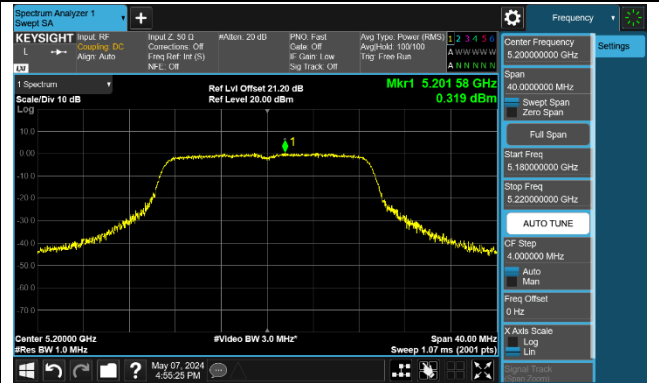 Spectrum Analyzer 1
Swept SA
+
Frequency
KEYSIGHT
L
LXI
Input: RF
Coupling: DC
Align: Auto
Input Z: 50 Ω
Corrections: Off
Freq Ref: Int (S)
NFE: Off
#Atten: 20 dB
PNO: Fast
Gate: Off
IF Gain: Low
Sig Track: Off
Avg Type: Power (RMS)
Avg|Hold: 100/100
Trig: Free Run
1 2 3 4 5 6
A W W W W W
A N N N N N
1 Spectrum
Scale/Div 10 dB
Log
Ref Lvl Offset 21.20 dB
Ref Level 20.00 dBm
Mkr1 5.201 58 GHz
0.319 dBm
10.0
0.00
-10.0
-20.0
-30.0
-40.0
-50.0
-60.0
-70.0
1
Center 5.20000 GHz
#Res BW 1.0 MHz
#Video BW 3.0 MHz*
Span 40.00 MHz
Sweep 1.07 ms (2001 pts)
Center Frequency
5.200000000 GHz
Settings
Span
40.0000000 MHz
Swept Span
Zero Span
Full Span
Start Freq
5.180000000 GHz
Stop Freq
5.220000000 GHz
AUTO TUNE
CF Step
4.000000 MHz
Auto
Man
Freq Offset
0 Hz
X Axis Scale
Log
Lin
Signal Track
(Span Zoom)
?
May 07, 2024
4:55:25 PM